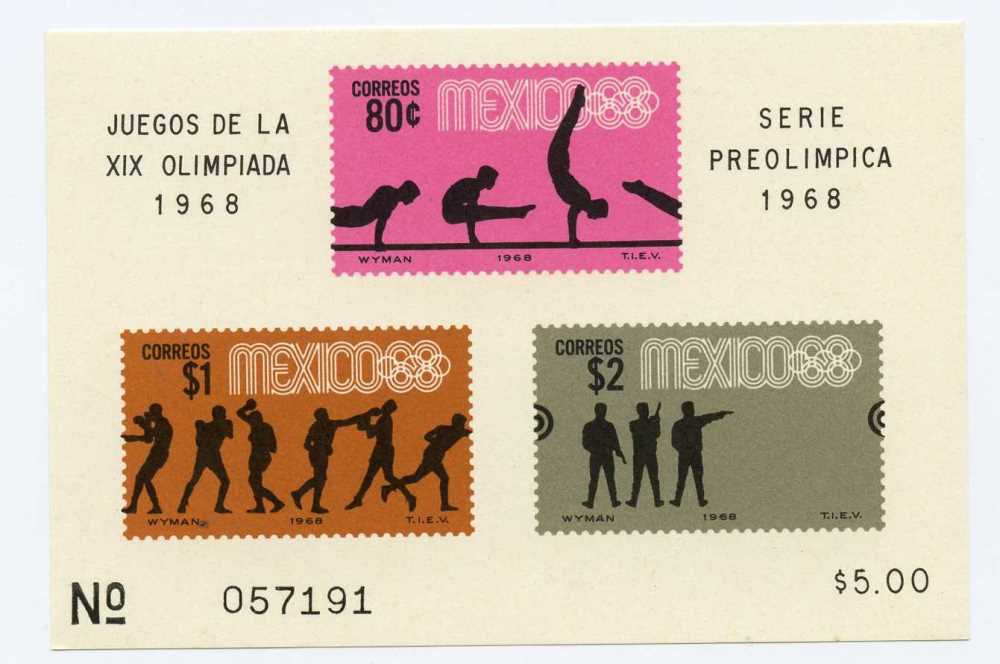 JUEGOS DE LA
XIX OLIMPIADA
1968
CORREOS
80¢
MEXICO68
WYMAN 1968 T.I.E.V.
SERIE
PREOLIMPICA
1968
CORREOS
$1
MEXICO68
WYMAN 1968 T.I.E.V.
CORREOS
$2
MEXICO68
WYMAN 1968 T.I.E.V.
Nº 057191
$5.00